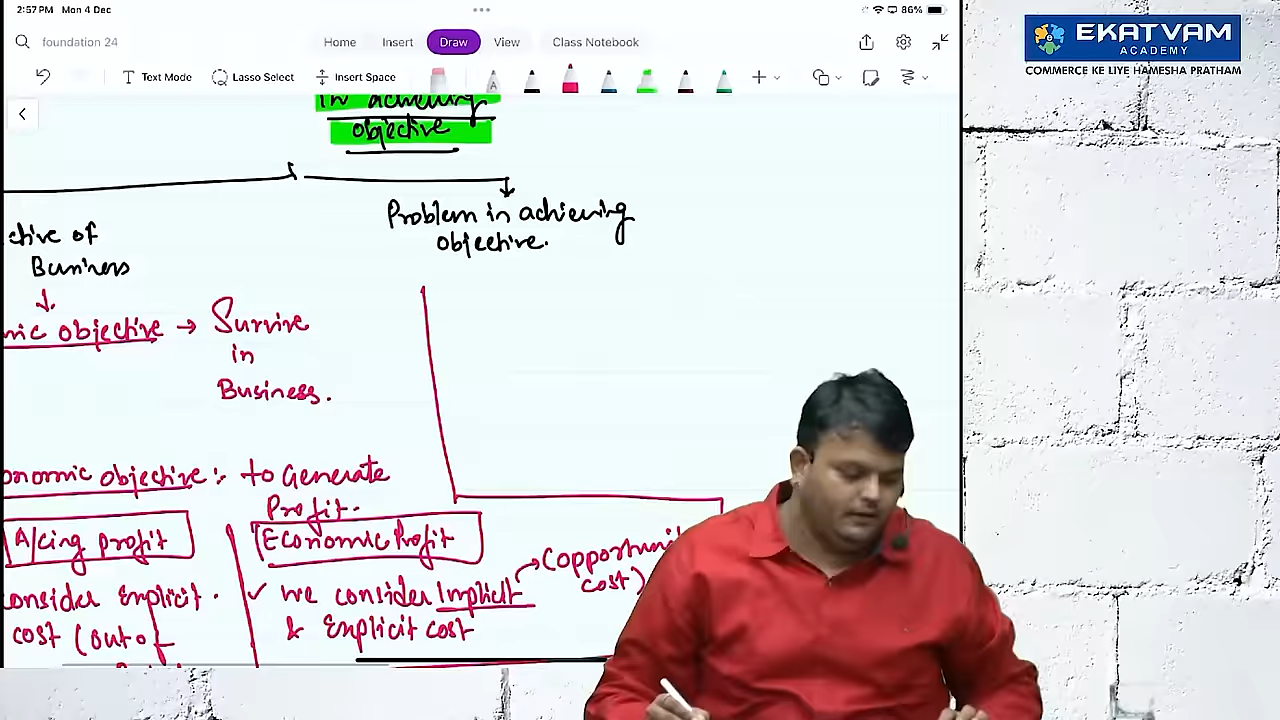 2:57 PM Mon 4 Dec
86%
foundation 24
Home Insert Draw View Class Notebook
Text Mode Lasso Select Insert Space
EKATVAM
ACADEMY
COMMERCE KE LIYE HAMESHA PRATHAM
in achieving
objective
Problem in achieving
objective.
ctive of
Business
mic objective → Survive
in
Business.
onomic objective :- to Generate
Profit.
A/cing profit
Economic Profit
(opportunit
cost)
onsider Explicit.
cost (out of
✓ we consider Implicit
& Explicit cost